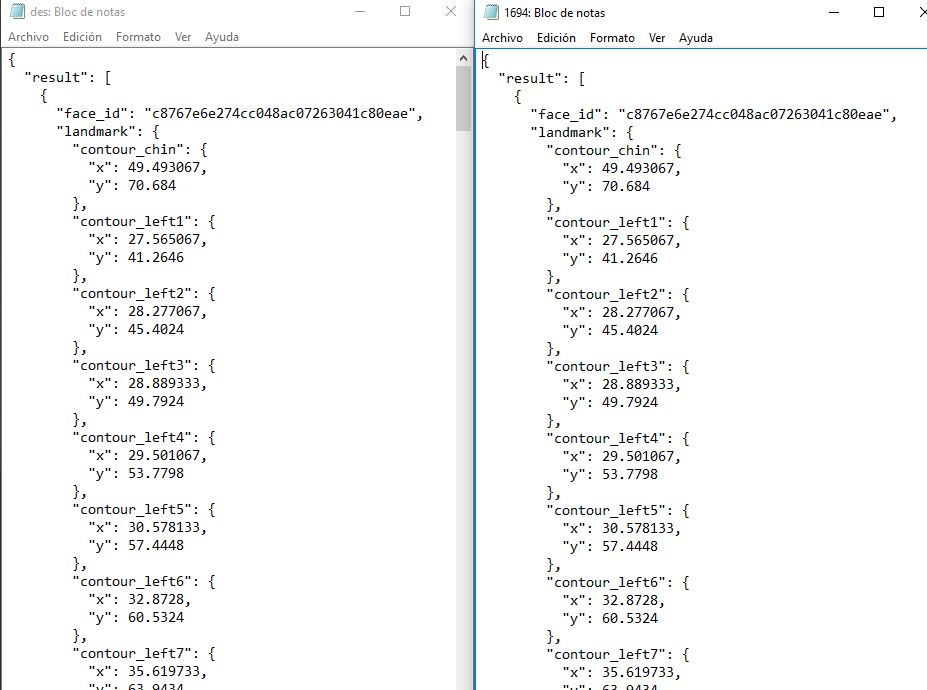 des: Bloc de notas
Archivo Edición Formato Ver Ayuda
{
  "result": [
    {
      "face_id": "c8767e6e274cc048ac07263041c80eae",
      "landmark": {
        "contour_chin": {
          "x": 49.493067,
          "y": 70.684
        },
        "contour_left1": {
          "x": 27.565067,
          "y": 41.2646
        },
        "contour_left2": {
          "x": 28.277067,
          "y": 45.4024
        },
        "contour_left3": {
          "x": 28.889333,
          "y": 49.7924
        },
        "contour_left4": {
          "x": 29.501067,
          "y": 53.7798
        },
        "contour_left5": {
          "x": 30.578133,
          "y": 57.4448
        },
        "contour_left6": {
          "x": 32.8728,
          "y": 60.5324
        },
        "contour_left7": {
          "x": 35.619733,
          "y": 63.9434
1694: Bloc de notas
Archivo Edición Formato Ver Ayuda
{
  "result": [
    {
      "face_id": "c8767e6e274cc048ac07263041c80eae",
      "landmark": {
        "contour_chin": {
          "x": 49.493067,
          "y": 70.684
        },
        "contour_left1": {
          "x": 27.565067,
          "y": 41.2646
        },
        "contour_left2": {
          "x": 28.277067,
          "y": 45.4024
        },
        "contour_left3": {
          "x": 28.889333,
          "y": 49.7924
        },
        "contour_left4": {
          "x": 29.501067,
          "y": 53.7798
        },
        "contour_left5": {
          "x": 30.578133,
          "y": 57.4448
        },
        "contour_left6": {
          "x": 32.8728,
          "y": 60.5324
        },
        "contour_left7": {
          "x": 35.619733,
          "y": 63.9434